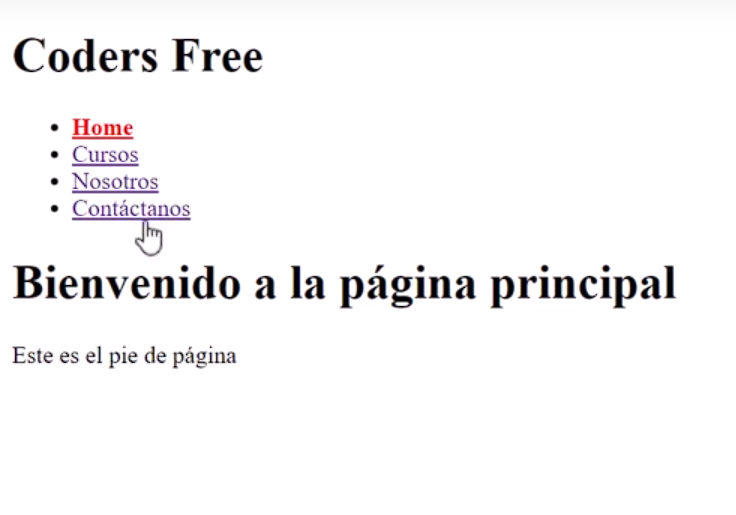 Coders Free
Home
Cursos
Nosotros
Contáctanos
Bienvenido a la página principal
Este es el pie de página